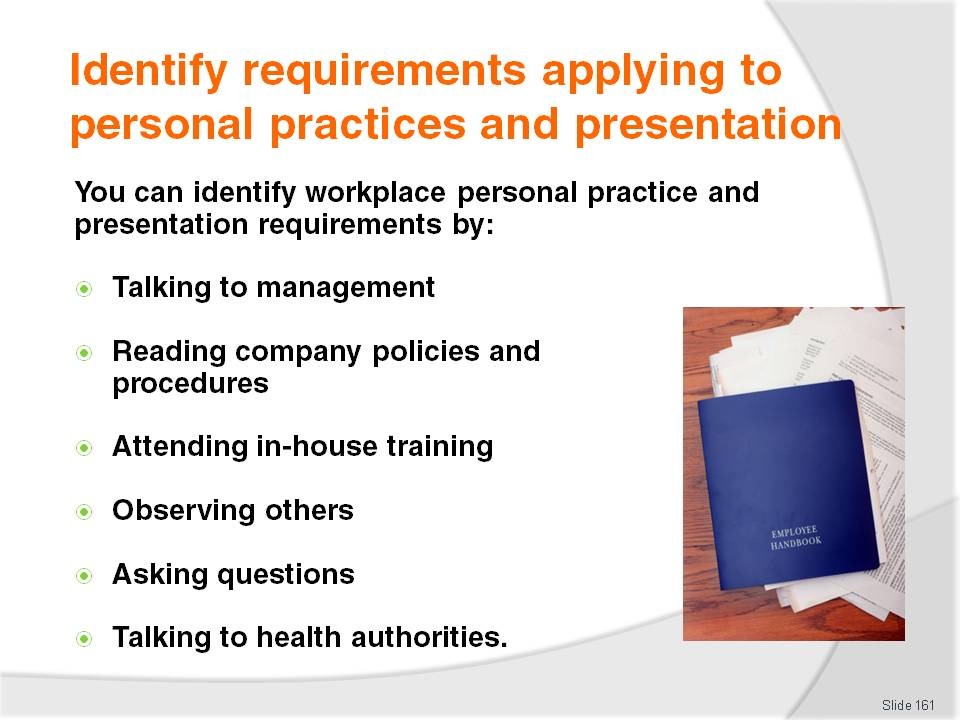 Identify requirements applying to
personal practices and presentation
You can identify workplace personal practice and
presentation requirements by:
Talking to management
Reading company policies and
procedures
Attending in-house training
Observing others
Asking questions
Talking to health authorities.
EMPLOYEE
HANDBOOK
Slide 161